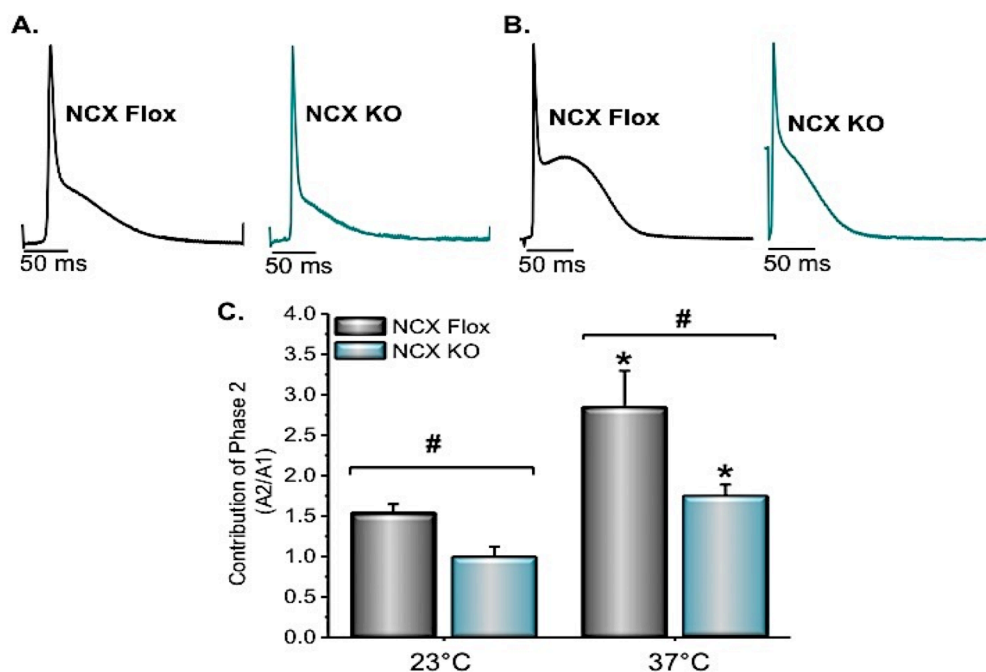 A.
NCX Flox
NCX KO
50 ms
50 ms
B.
NCX Flox
NCX KO
50 ms
50 ms
C.
Contribution of Phase 2
(A2/A1)
4.0
3.5
3.0
2.5
2.0
1.5
1.0
0.5
0.0
NCX Flox
NCX KO
#
#
*
*
23°C
37°C